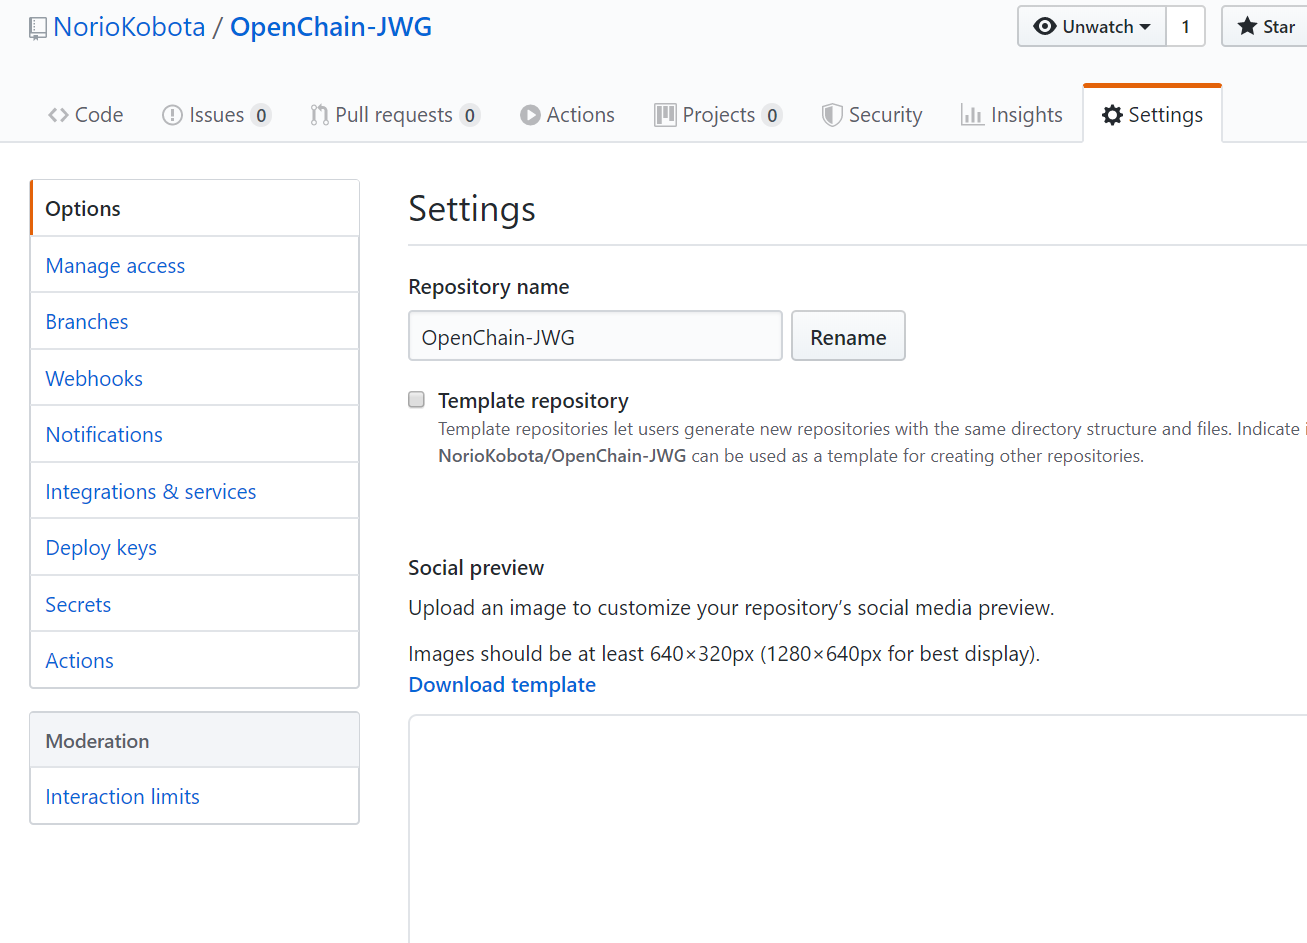 NorioKobota / OpenChain-JWG
Unwatch 1 Star
Code Issues 0 Pull requests 0 Actions Projects 0 Security Insights Settings
Options
Manage access
Branches
Webhooks
Notifications
Integrations & services
Deploy keys
Secrets
Actions
Moderation
Interaction limits
Settings
Repository name
OpenChain-JWG Rename
Template repository
Template repositories let users generate new repositories with the same directory structure and files. Indicate
NorioKobota/OpenChain-JWG can be used as a template for creating other repositories.
Social preview
Upload an image to customize your repository’s social media preview.
Images should be at least 640×320px (1280×640px for best display).
Download template